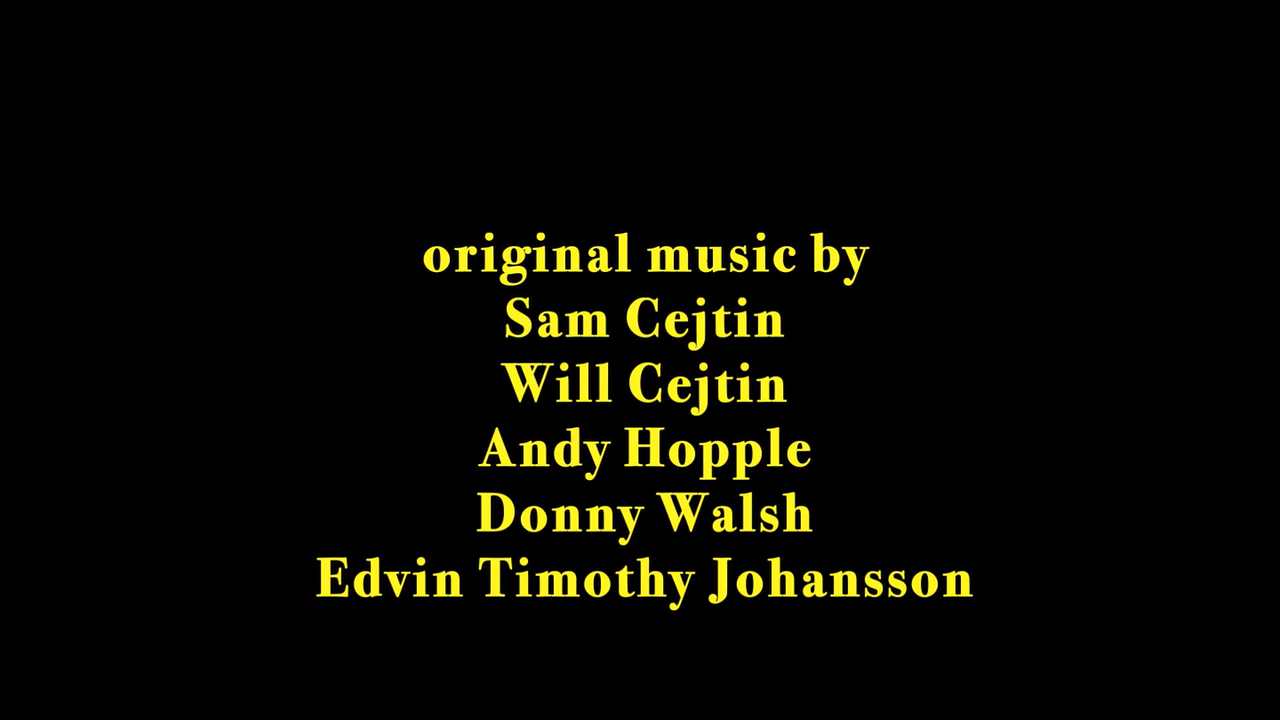 original music by
Sam Cejtin
Will Cejtin
Andy Hopple
Donny Walsh
Edvin Timothy Johansson